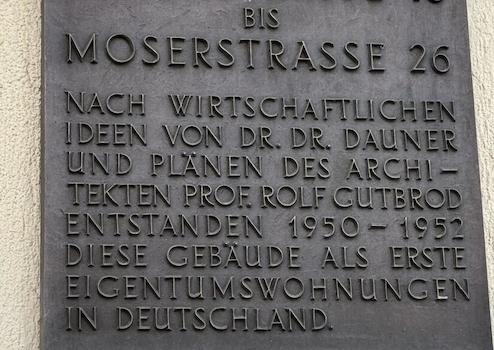 BIS
MOSERSTRASSE 26
NACH WIRTSCHAFTLICHEN
IDEEN VON DR. DR. DAUNER
UND PLÄNEN DES ARCHI-
TEKTEN PROF. ROLF GUTBROD
ENTSTANDEN 1950-1952
DIESE GEBÄUDE ALS ERSTE
EIGENTUMSWOHNUNGEN
IN DEUTSCHLAND.